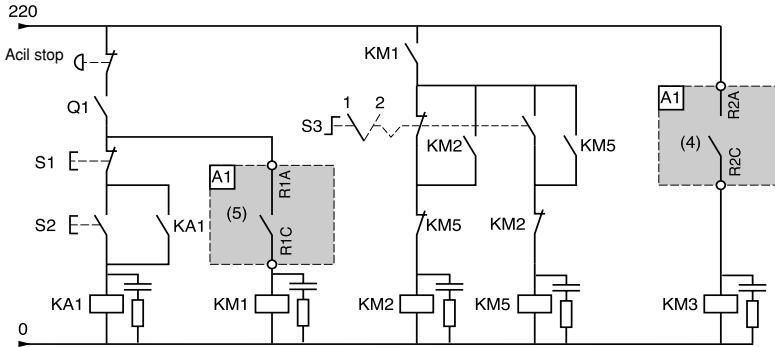 220
Acil stop
Q1
S1
S2
KA1
A1
(5)
R1A
R1C
KA1
KM1
KM1
S3
1
2
KM2
KM5
KM5
KM2
KM2
KM5
A1
(4)
R2A
R2C
KM3
0